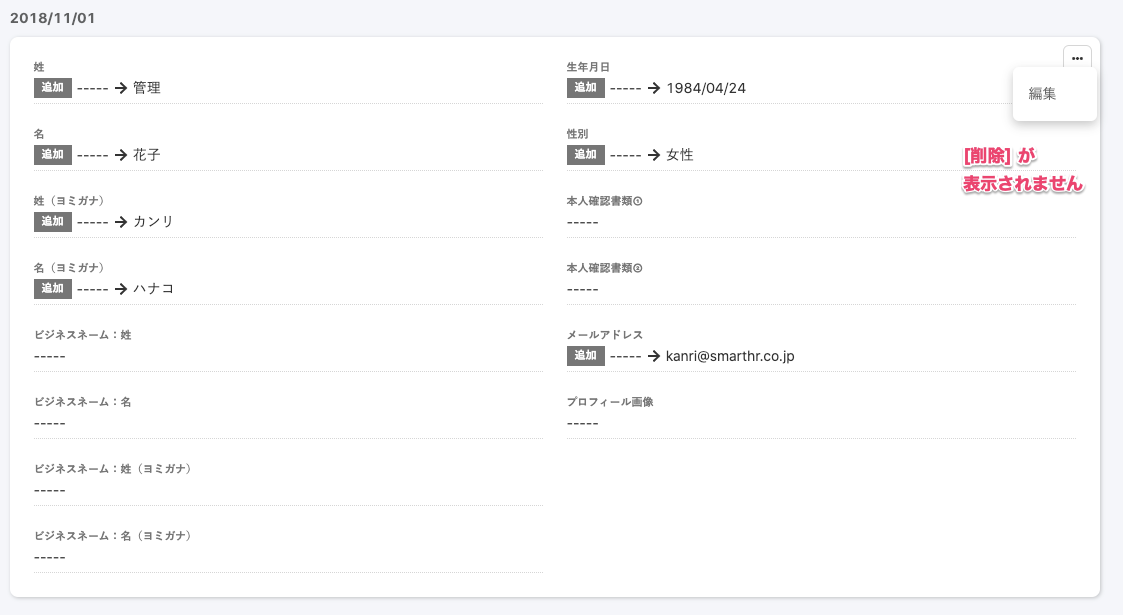 2018/11/01
•••
編集
姓
追加 ----- → 管理
名
追加 ----- → 花子
姓（ヨミガナ）
追加 ----- → カンリ
名（ヨミガナ）
追加 ----- → ハナコ
ビジネスネーム：姓
-----
ビジネスネーム：名
-----
ビジネスネーム：姓（ヨミガナ）
-----
ビジネスネーム：名（ヨミガナ）
-----
生年月日
追加 ----- → 1984/04/24
性別
追加 ----- → 女性
本人確認書類①
-----
本人確認書類②
-----
メールアドレス
追加 ----- → kanri@smarthr.co.jp
プロフィール画像
-----
[削除] が
表示されません